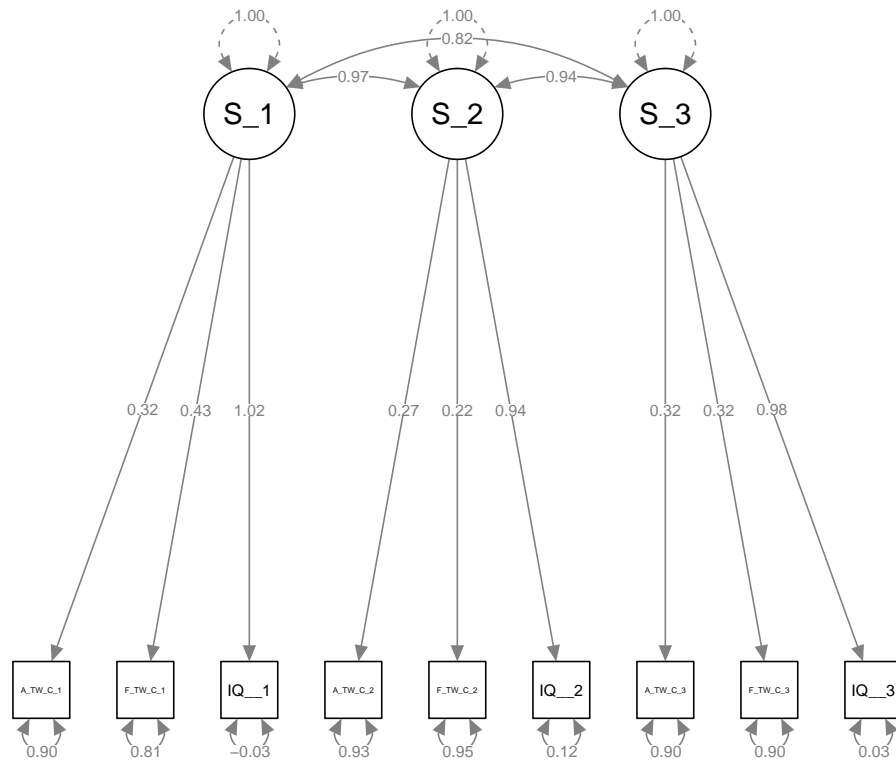 1.00 1.00 1.00
0.82
0.97 0.94
S_1 S_2 S_3
0.32 0.43 1.02 0.27 0.22 0.94 0.32 0.32 0.98
A_TW_C_1 F_TW_C_1 IQ__1 A_TW_C_2 F_TW_C_2 IQ__2 A_TW_C_3 F_TW_C_3 IQ__3
0.90 0.81 −0.03 0.93 0.95 0.12 0.90 0.90 0.03